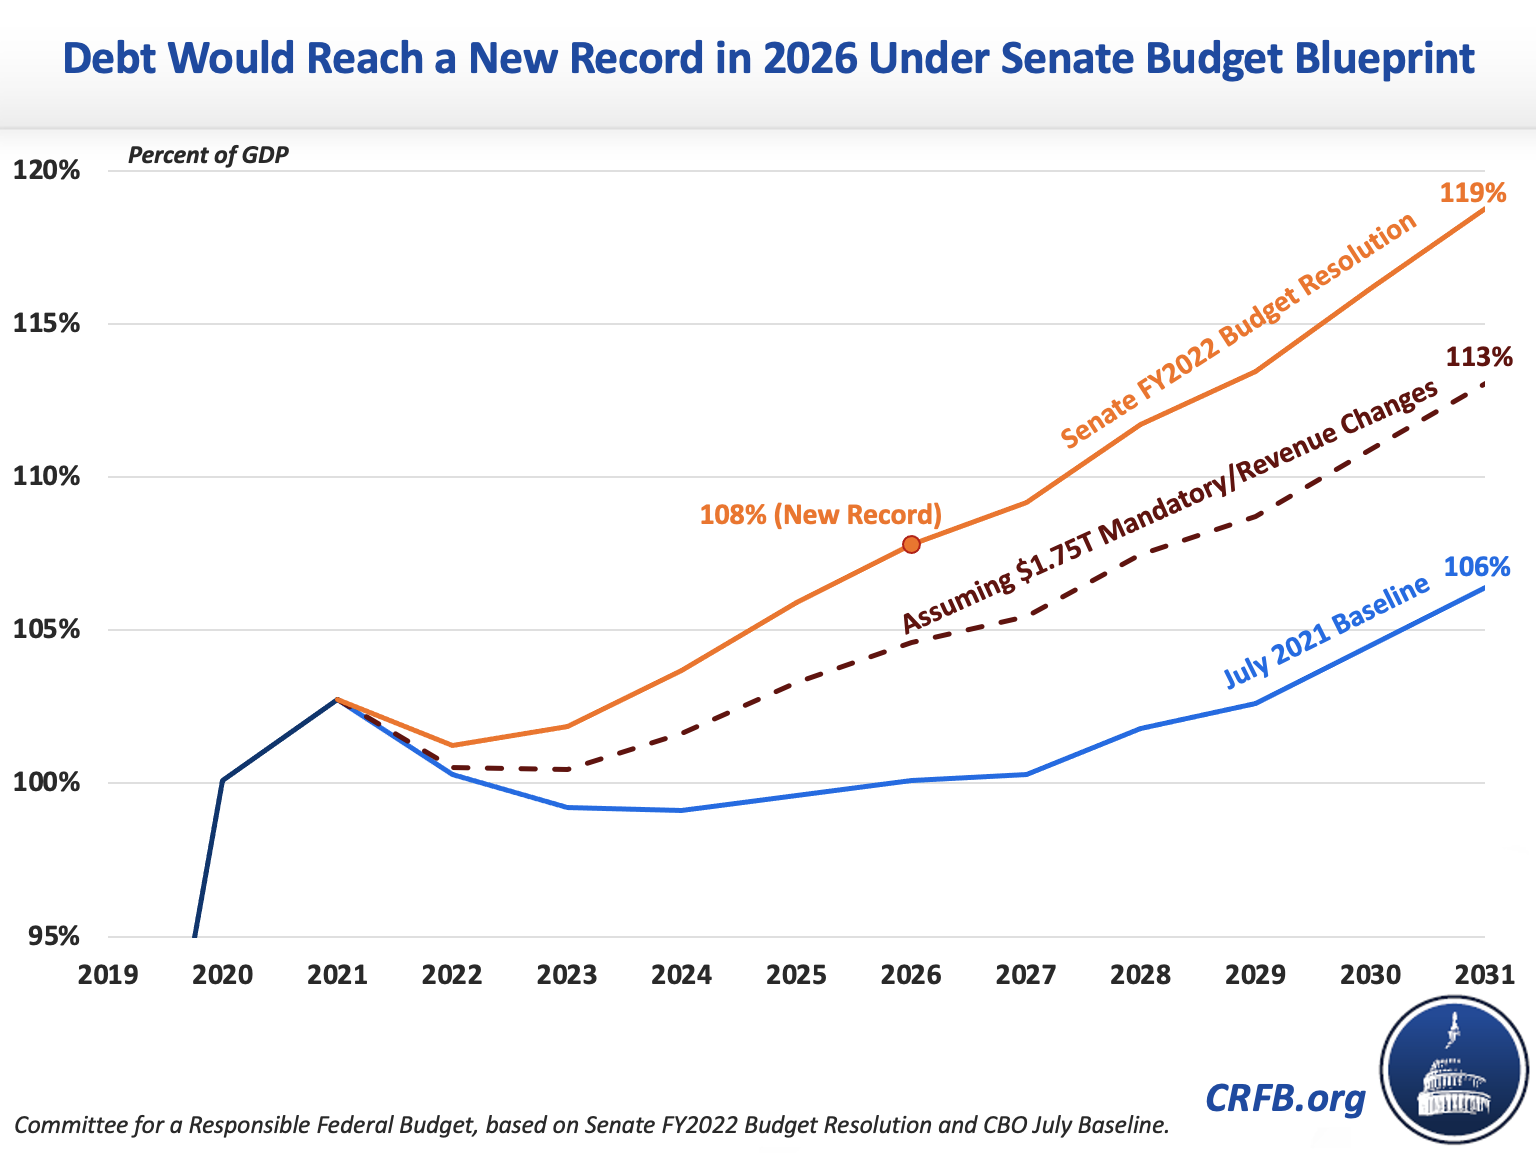 Debt Would Reach a New Record in 2026 Under Senate Budget Blueprint
Percent of GDP
120%
119%
Senate FY2022 Budget Resolution
115%
113%
Assuming $1.75T Mandatory/Revenue Changes
110%
108% (New Record)
106%
July 2021 Baseline
105%
100%
95%
2019 2020 2021 2022 2023 2024 2025 2026 2027 2028 2029 2030 2031
CRFB.org
Committee for a Responsible Federal Budget, based on Senate FY2022 Budget Resolution and CBO July Baseline.